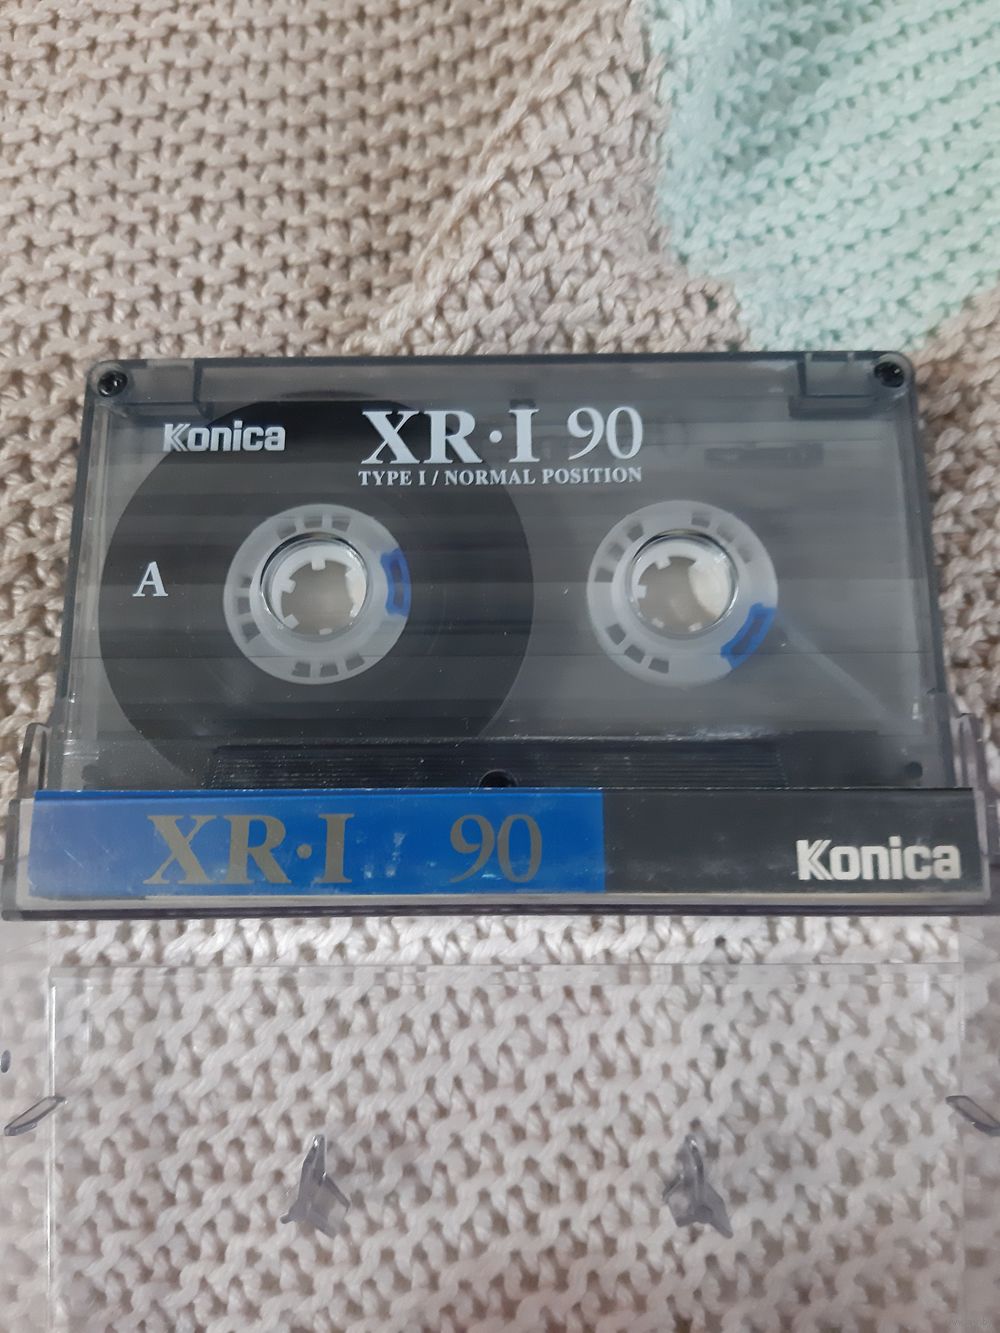 Konica
XR·I 90
TYPE I / NORMAL POSITION
A
XR·I 90
Konica